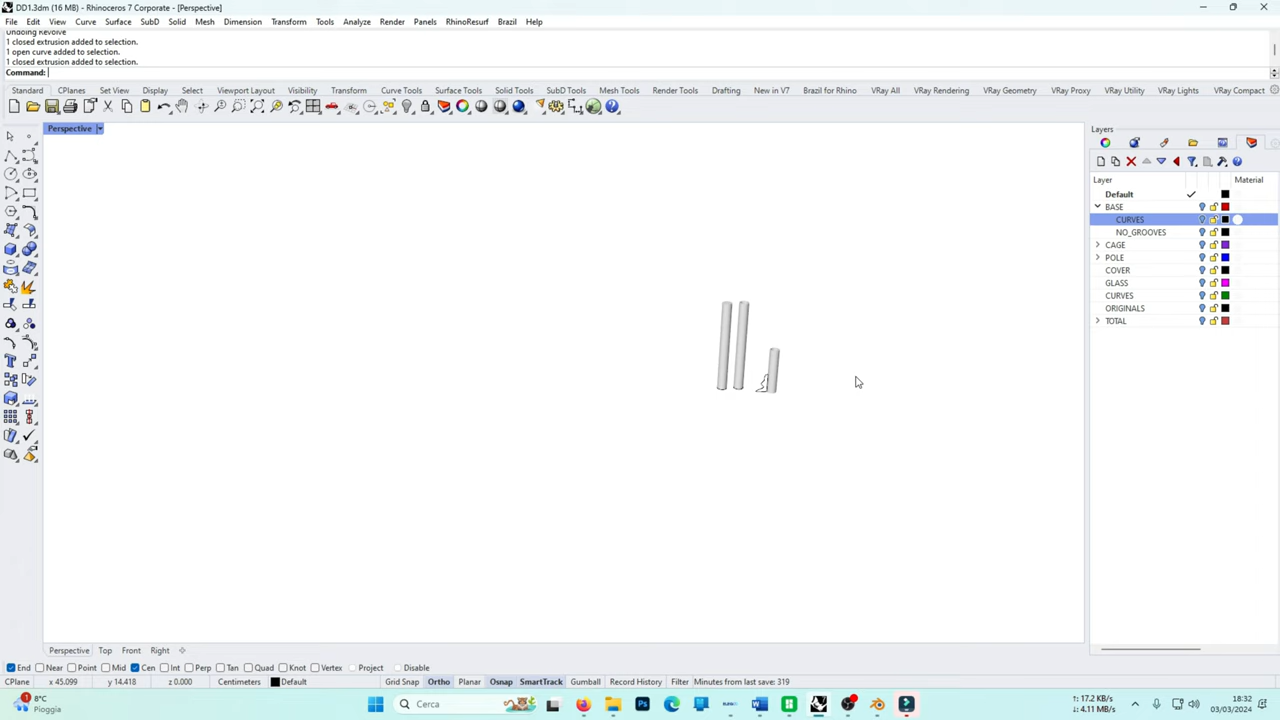 DD1.3dm (16 MB) - Rhinoceros 7 Corporate - [Perspective]
File Edit View Curve Surface SubD Solid Mesh Dimension Transform Tools Analyze Render Panels RhinoResurf Brazil Help
Undoing Revolve
1 closed extrusion added to selection.
1 open curve added to selection.
1 closed extrusion added to selection.
Command:
Standard CPlanes Set View Display Select Viewport Layout Visibility Transform Curve Tools Surface Tools Solid Tools SubD Tools Mesh Tools Render Tools Drafting New in V7 Brazil for Rhino VRay All VRay Rendering VRay Geometry VRay Proxy VRay Utility VRay Lights VRay Compact
Perspective
Layers
Layer Material
Default
BASE
CURVES
NO_GROOVES
CAGE
POLE
COVER
GLASS
CURVES
ORIGINALS
TOTAL
Perspective Top Front Right
End Near Point Mid Cen Int Perp Tan Quad Knot Vertex Project Disable
CPlane x 45.099 y 14.418 z 0.000 Centimeters Default Grid Snap Ortho Planar Osnap SmartTrack Gumball Record History Filter Minutes from last save: 319
1 8°C
Pioggia
Cerca
↑: 17.2 KB/s
↓: 4.11 MB/s
18:32
03/03/2024